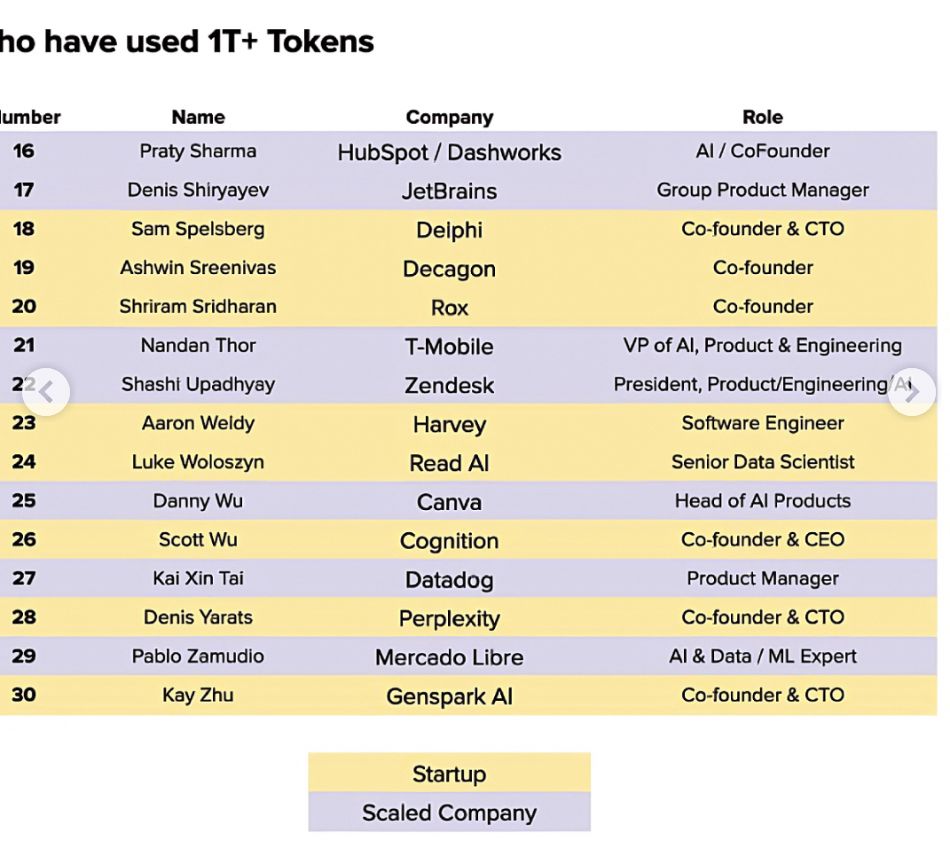 ho have used 1T+ Tokens
umber Name Company Role
16 Praty Sharma HubSpot / Dashworks AI / CoFounder
17 Denis Shiryayev JetBrains Group Product Manager
18 Sam Spelsberg Delphi Co-founder & CTO
19 Ashwin Sreenivas Decagon Co-founder
20 Shriram Sridharan Rox Co-founder
21 Nandan Thor T-Mobile VP of AI, Product & Engineering
22 Shashi Upadhyay Zendesk President, Product/Engineering/AI
23 Aaron Weldy Harvey Software Engineer
24 Luke Woloszyn Read AI Senior Data Scientist
25 Danny Wu Canva Head of AI Products
26 Scott Wu Cognition Co-founder & CEO
27 Kai Xin Tai Datadog Product Manager
28 Denis Yarats Perplexity Co-founder & CTO
29 Pablo Zamudio Mercado Libre AI & Data / ML Expert
30 Kay Zhu Genspark AI Co-founder & CTO
Startup
Scaled Company